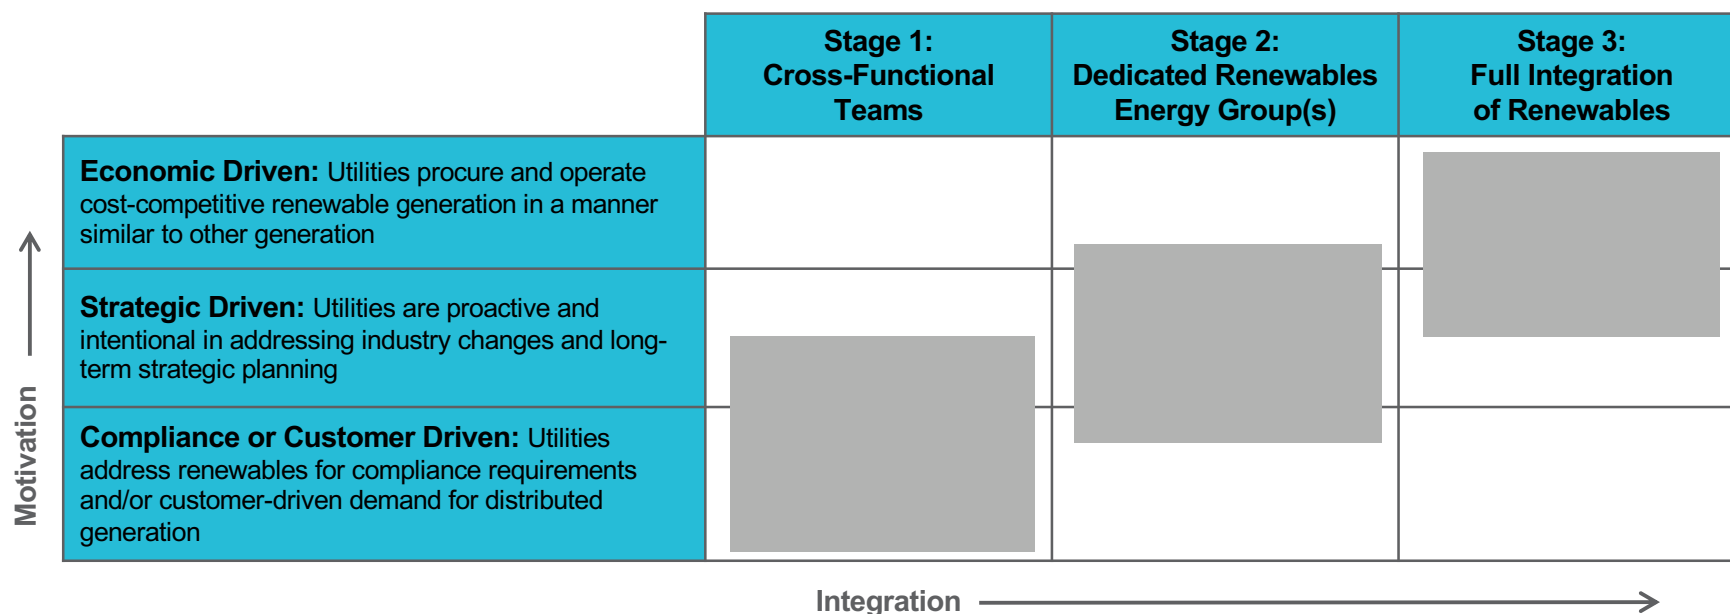 Stage 1:
Cross-Functional
Teams
Stage 2:
Dedicated Renewables
Energy Group(s)
Stage 3:
Full Integration
of Renewables
Economic Driven: Utilities procure and operate
cost-competitive renewable generation in a manner
similar to other generation
Strategic Driven: Utilities are proactive and
intentional in addressing industry changes and long-
term strategic planning
Compliance or Customer Driven: Utilities
address renewables for compliance requirements
and/or customer-driven demand for distributed
generation
Motivation
Integration